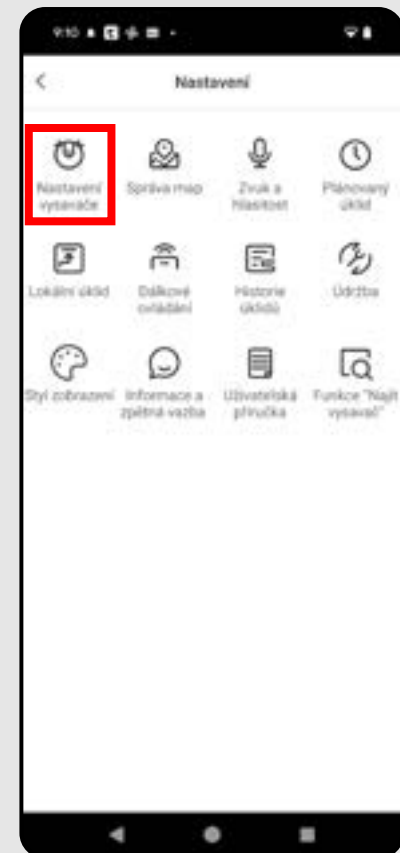 9:10
Nastavení
Nastavení Správa map Zvuk a Plánovaný
vysavače hlasitost úklid
Lokální úklid Dálkové Historie Údržba
ovládání úklidů
Styl zobrazení Informace a Uživatelská Funkce "Najít
zpětná vazba příručka vysavač"